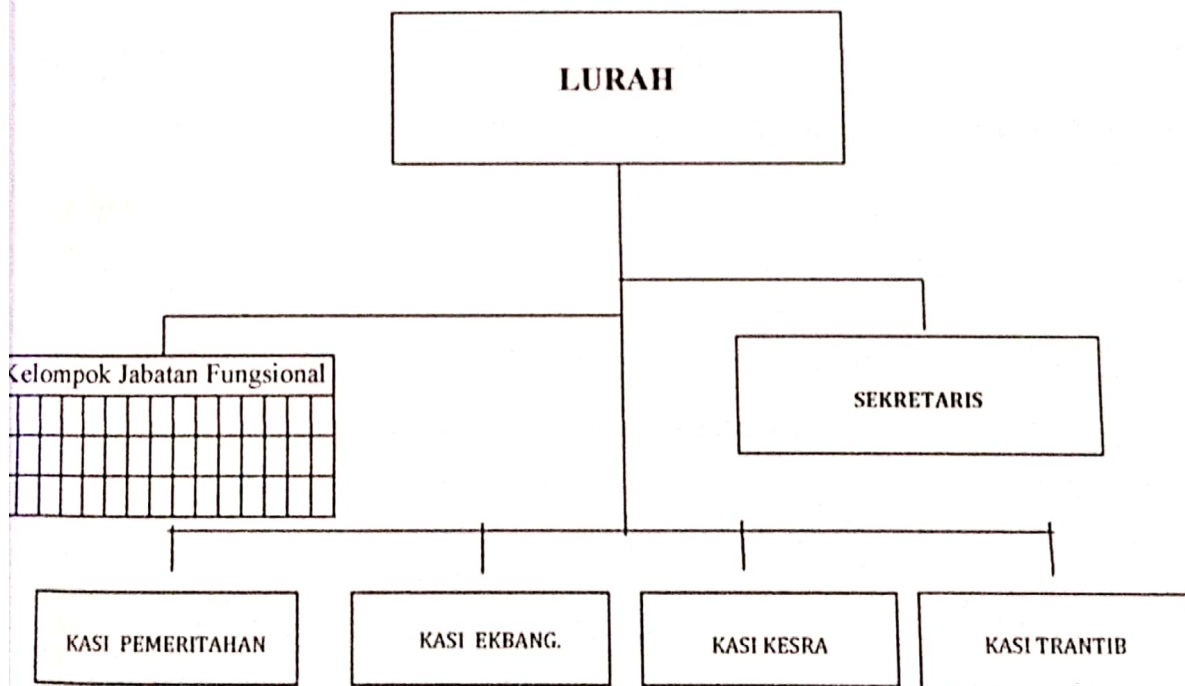 LURAH
Kelompok Jabatan Fungsional
SEKRETARIS
KASI PEMERITAHAN
KASI EKBANG.
KASI KESRA
KASI TRANTIB